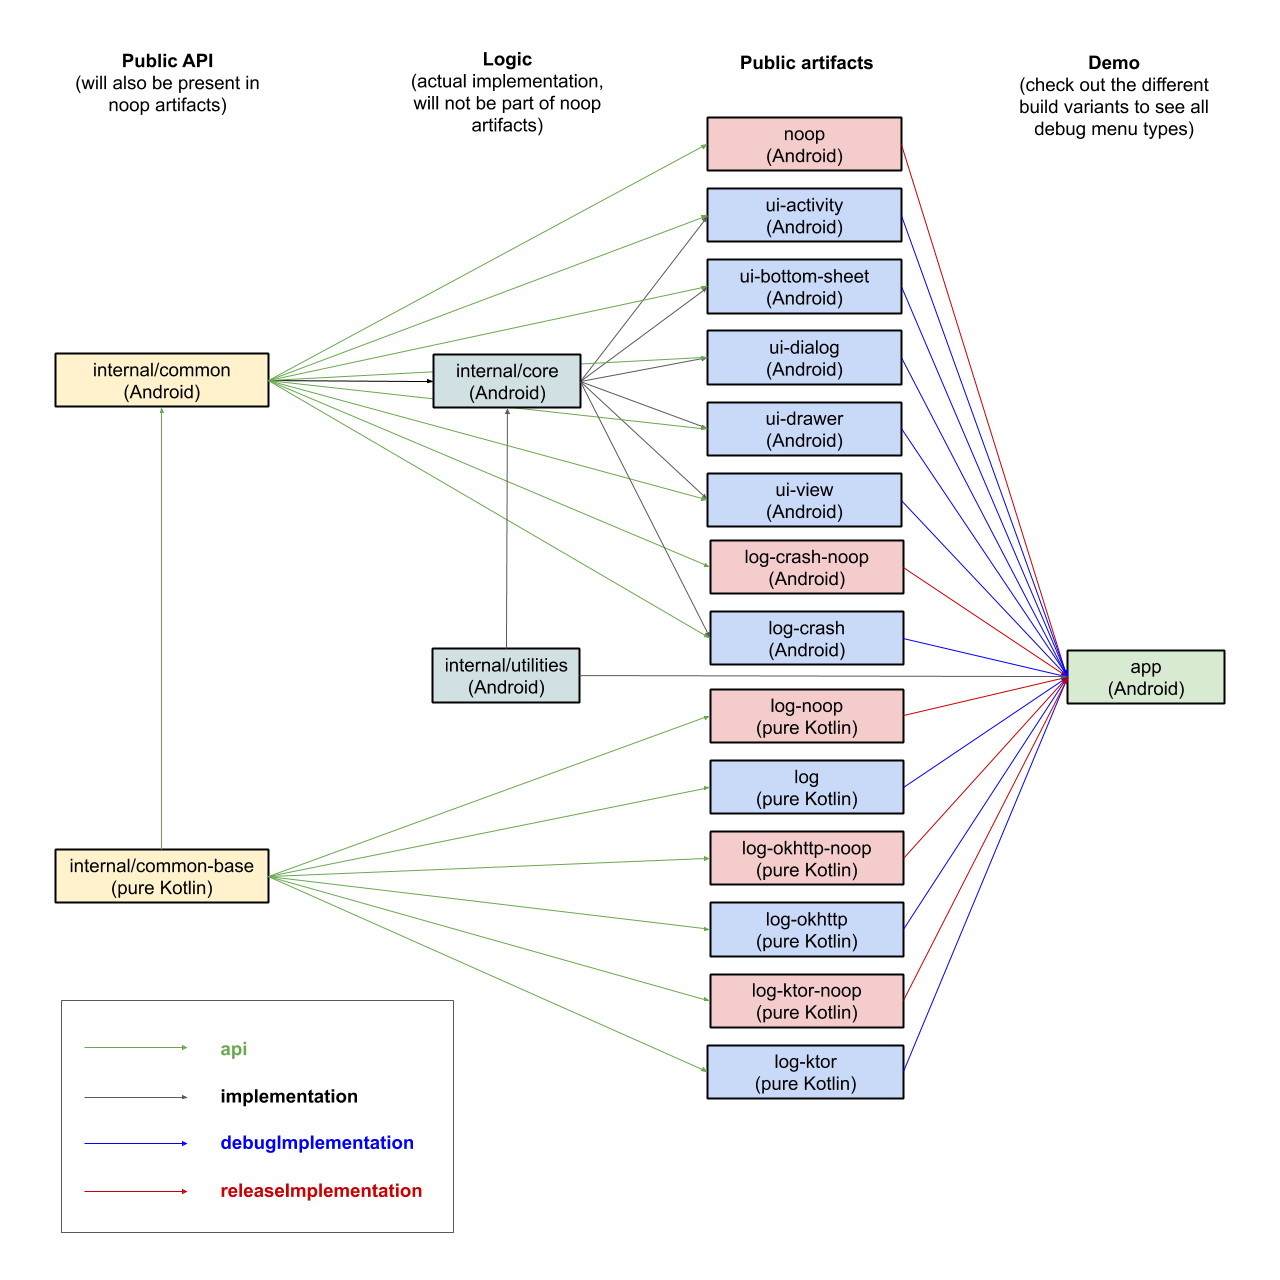 Public API
(will also be present in
noop artifacts)
Logic
(actual implementation,
will not be part of noop
artifacts)
Public artifacts
Demo
(check out the different
build variants to see all
debug menu types)
noop
(Android)
ui-activity
(Android)
ui-bottom-sheet
(Android)
ui-dialog
(Android)
internal/common
(Android)
internal/core
(Android)
ui-drawer
(Android)
ui-view
(Android)
log-crash-noop
(Android)
log-crash
(Android)
internal/utilities
(Android)
app
(Android)
log-noop
(pure Kotlin)
log
(pure Kotlin)
log-okhttp-noop
(pure Kotlin)
internal/common-base
(pure Kotlin)
log-okhttp
(pure Kotlin)
log-ktor-noop
(pure Kotlin)
log-ktor
(pure Kotlin)
api
implementation
debugImplementation
releaseImplementation